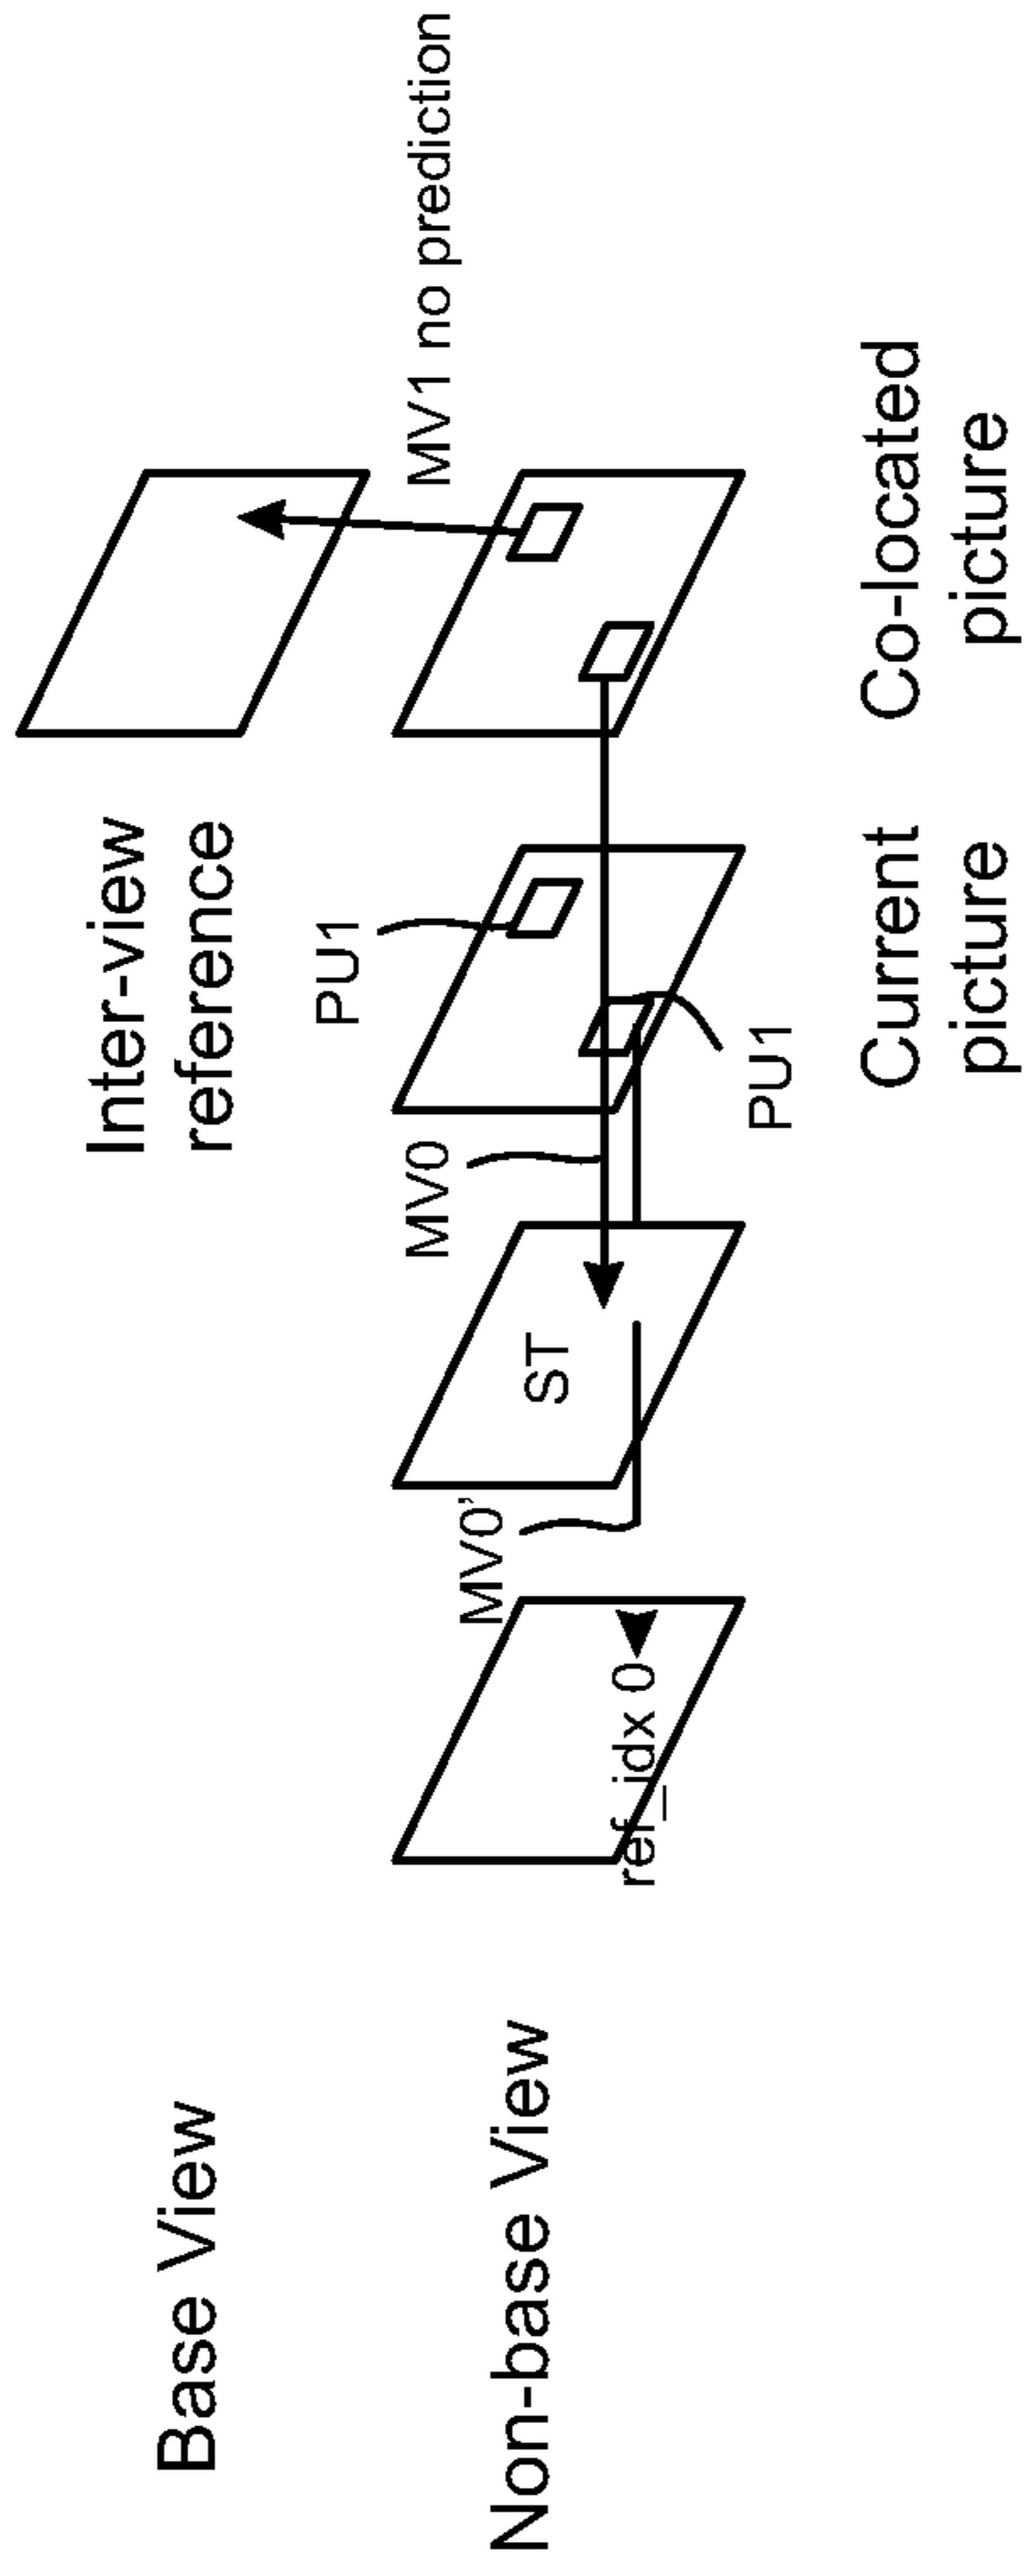 Base View
Inter-view
reference
Non-base View
PU1
MV1 no prediction
MV0
MV0’
ST
ref_idx 0
PU1
Current
picture
Co-located
picture